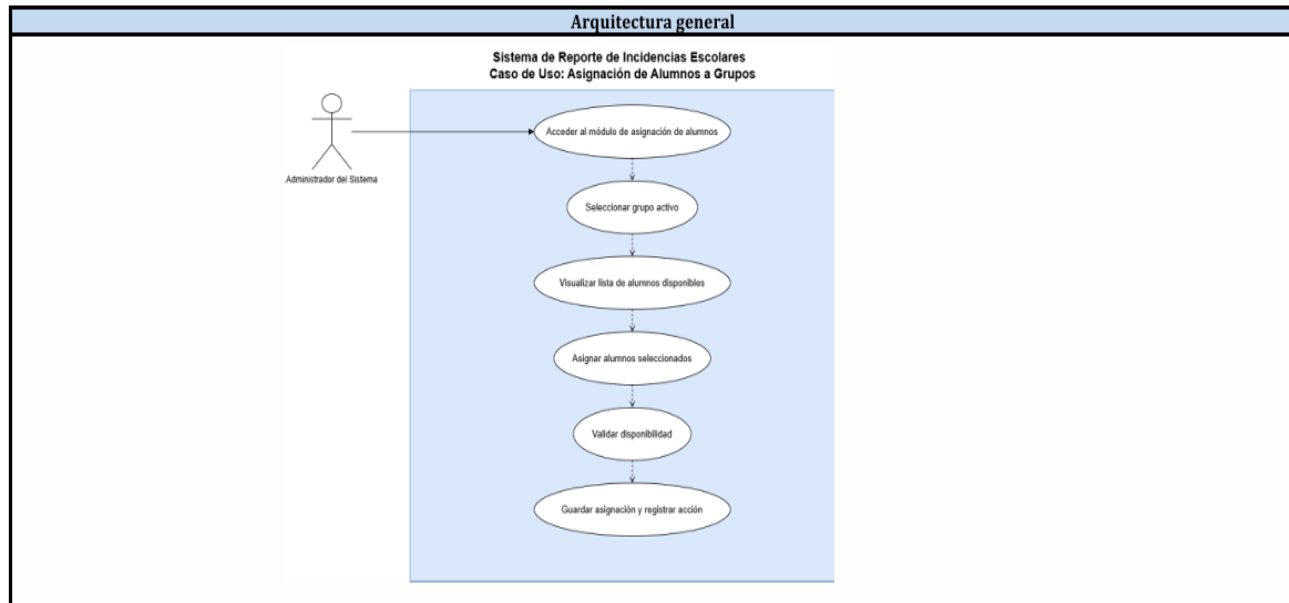 Arquitectura general
Sistema de Reporte de Incidencias Escolares
Caso de Uso: Asignación de Alumnos a Grupos
Acceder al módulo de asignación de alumnos
Administrador del Sistema
Seleccionar grupo activo
Visualizar lista de alumnos disponibles
Asignar alumnos seleccionados
Validar disponibilidad
Guardar asignación y registrar acción